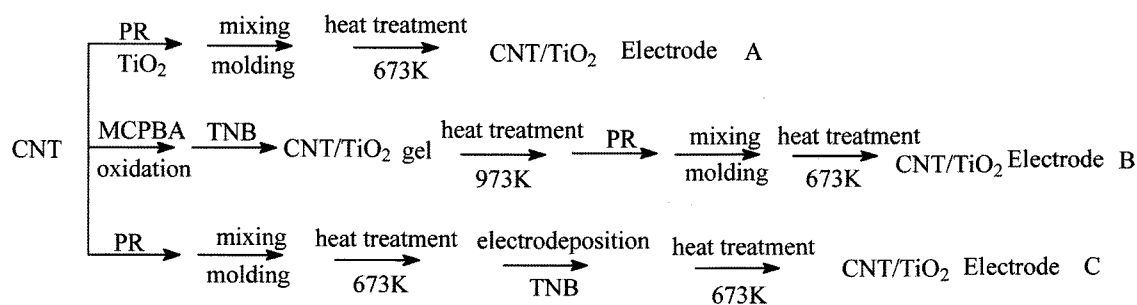 PR mixing heat treatment
TiO₂ molding 673K CNT/TiO₂ Electrode A
CNT MCPBA TNB CNT/TiO₂ gel heat treatment PR mixing heat treatment CNT/TiO₂ Electrode B
oxidation 973K molding 673K
PR mixing heat treatment electrodeposition heat treatment CNT/TiO₂ Electrode C
molding 673K TNB 673K